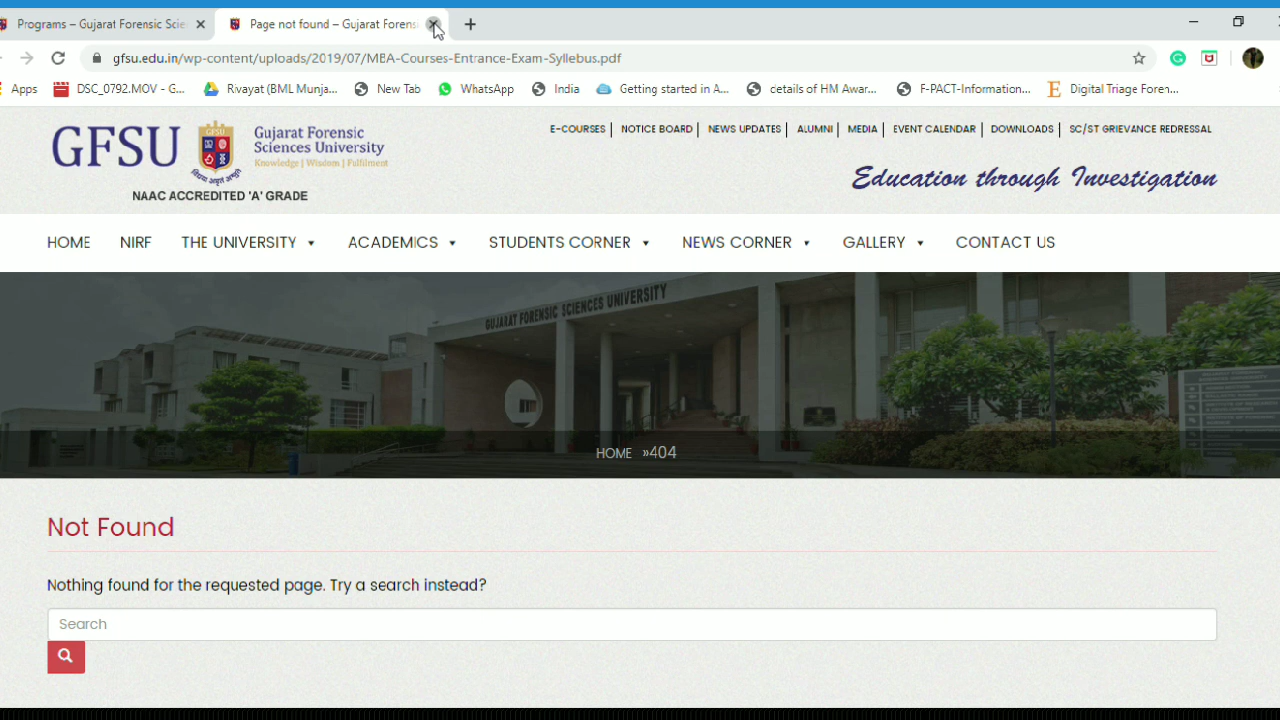 Programs – Gujarat Forensic Scie
Page not found – Gujarat Forens
gfsu.edu.in/wp-content/uploads/2019/07/MBA-Courses-Entrence-Exam-Syllebus.pdf
Apps DSC_0792.MOV - G... Rivayat (BML Munja... New Tab WhatsApp India Getting started in A... cetails of HM Awar... F-PACT-Information... Digital Triage Foren...
GFSU
GFSU
Gujarat Forensic
Sciences University
Knowledge | Wisdom | Fulfilment
विद्यया अमृतं अश्नुते
NAAC ACCREDITED 'A' GRADE
E-COURSES NOTICE BOARD NEWS UPDATES ALUMNI MEDIA EVENT CALENDAR DOWNLOADS SC/ST GRIEVANCE REDRESSAL
Education through Investigation
HOME NIRF THE UNIVERSITY ACADEMICS STUDENTS CORNER NEWS CORNER GALLERY CONTACT US
GUJARAT FORENSIC SCIENCES UNIVERSITY
HOME »404
Not Found
Nothing found for the requested page. Try a search instead?
Search